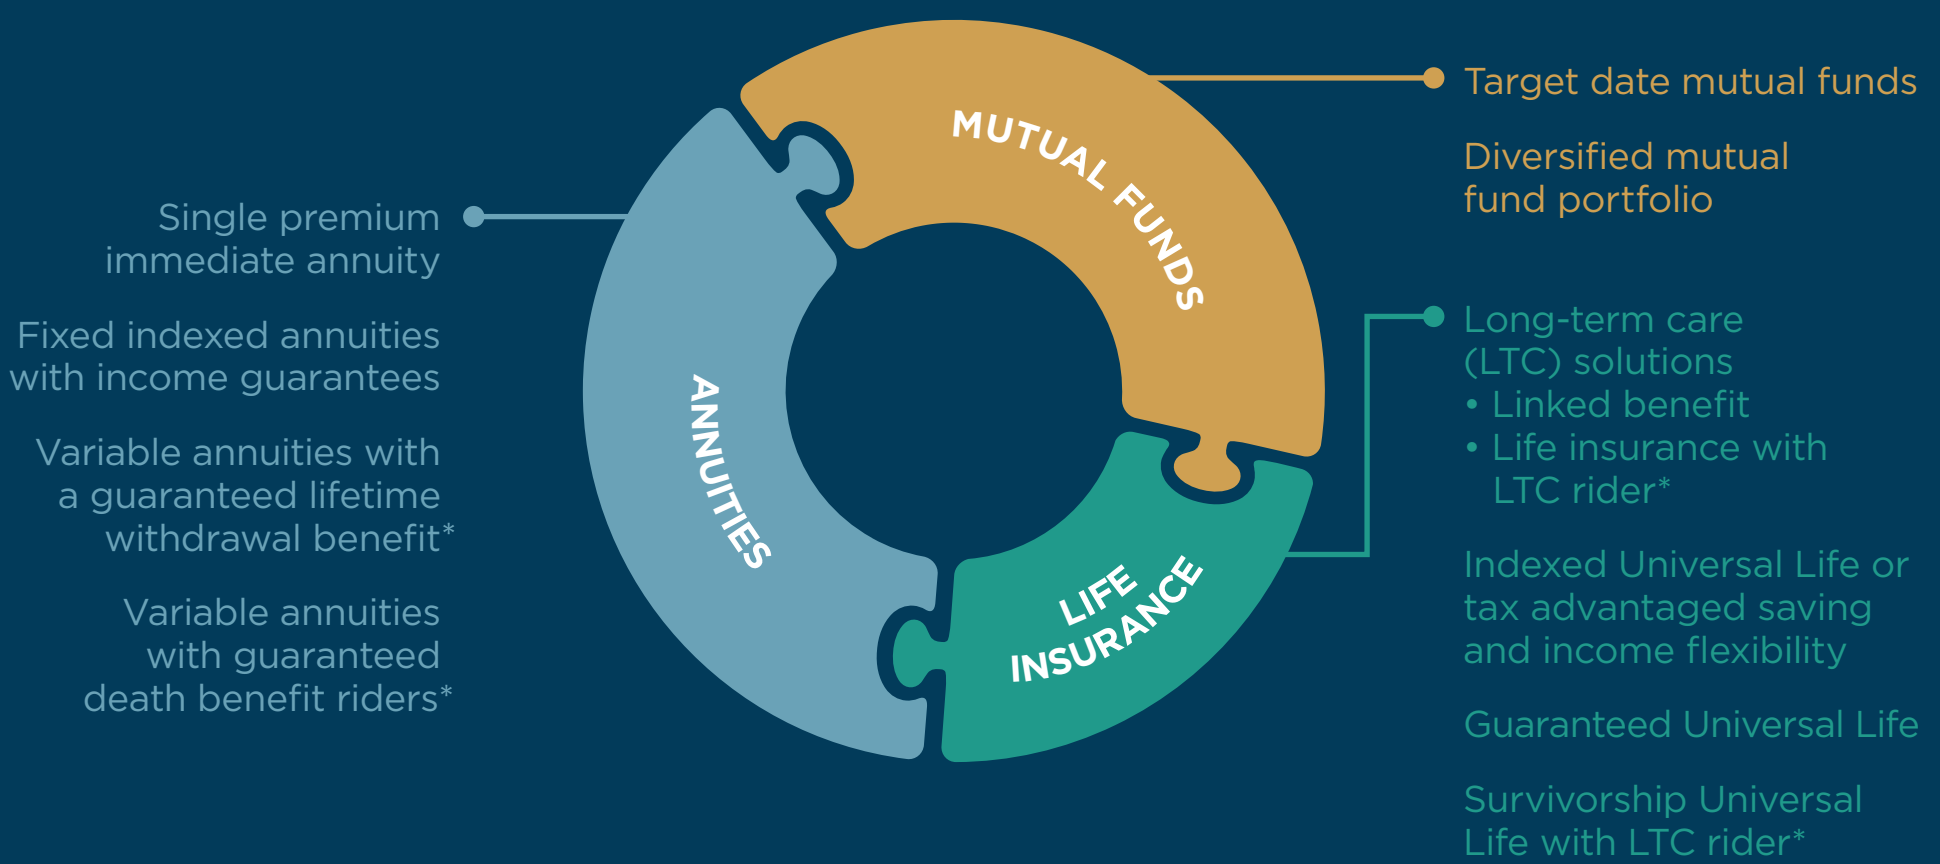 MUTUAL FUNDS
Target date mutual funds
Diversified mutual
fund portfolio
ANNUITIES
Single premium
immediate annuity
Fixed indexed annuities
with income guarantees
Variable annuities with
a guaranteed lifetime
withdrawal benefit*
Variable annuities
with guaranteed
death benefit riders*
LIFE
INSURANCE
Long-term care
(LTC) solutions
• Linked benefit
• Life insurance with
LTC rider*
Indexed Universal Life or
tax advantaged saving
and income flexibility
Guaranteed Universal Life
Survivorship Universal
Life with LTC rider*